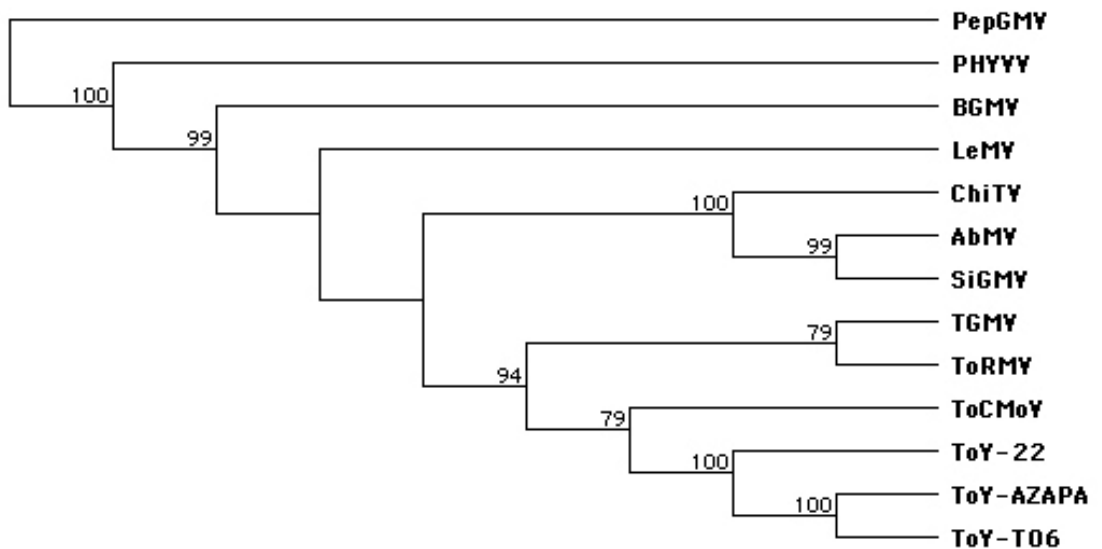 PepGMV
100
PHYVV
99
BGMV
LeMV
ChiTV
100
AbMV
99
SiGMV
TGMV
79
ToRMV
94
ToCMoV
79
ToY-22
100
ToY-AZAPA
100
ToY-T06